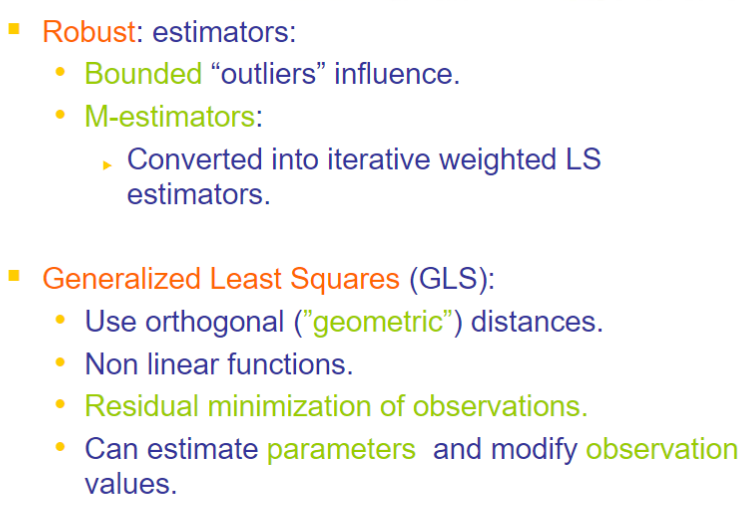 Robust: estimators:
Bounded “outliers” influence.
M-estimators:
Converted into iterative weighted LS
estimators.
Generalized Least Squares (GLS):
Use orthogonal (”geometric”) distances.
Non linear functions.
Residual minimization of observations.
Can estimate parameters and modify observation
values.